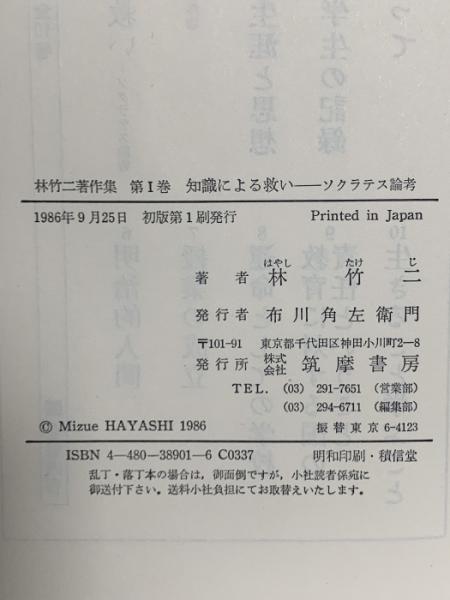 林竹二著作集 第Ⅰ巻 知識による救い――ソクラテス論考
1986年9月25日 初版第1刷発行 Printed in Japan
はやし たけ じ
著者 林 竹二
発行者 布川角左衛門
〒101-91 東京都千代田区神田小川町2-8
発行所 株式会社 筑摩書房
TEL. (03) 291-7651 (営業部)
(03) 294-6711 (編集部)
© Mizue HAYASHI 1986 振替東京6-4123
ISBN 4-480-38901-6 C0337 明和印刷・積信堂
乱丁・落丁本の場合は,御面倒ですが,小社読者係宛に
御送付下さい。送料小社負担にてお取替えいたします。